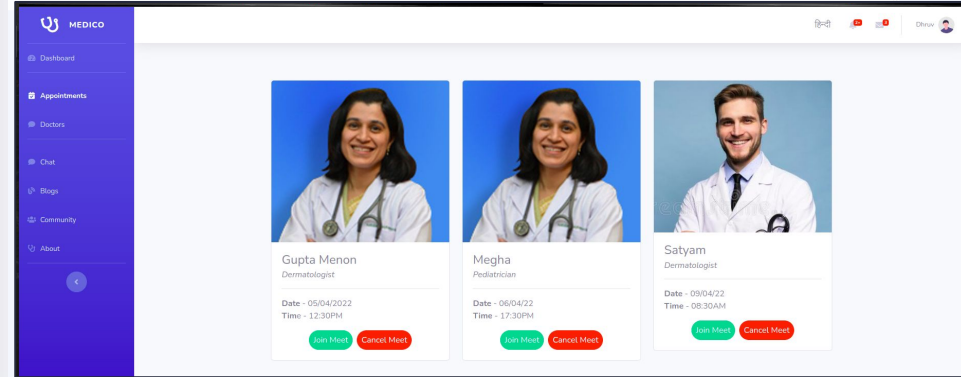 MEDICO
हिन्दी
Dhruv
Dashboard
Appointments
Doctors
Chat
Blogs
Community
About
Gupta Menon
Dermatologist
Date - 05/04/2022
Time - 12:30PM
Join Meet Cancel Meet
Megha
Pediatrician
Date - 06/04/22
Time - 17:30PM
Join Meet Cancel Meet
Satyam
Dermatologist
Date - 09/04/22
Time - 08:30AM
Join Meet Cancel Meet